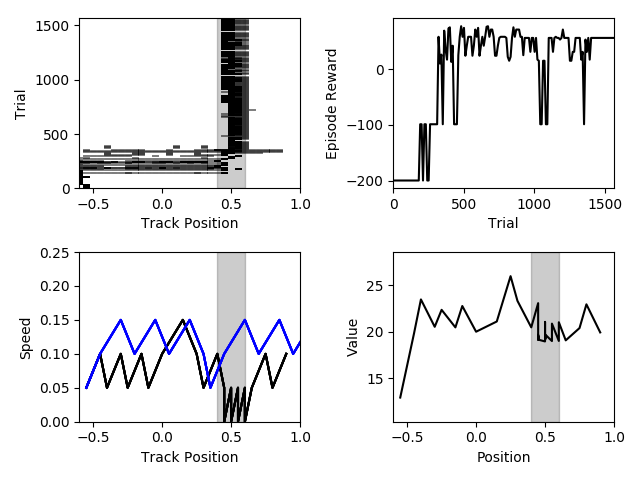 1500
1000
500
0
−0.5 0.0 0.5 1.0
Trial
Track Position
0
−100
−200
0 500 1000 1500
Episode Reward
Trial
0.25
0.20
0.15
0.10
0.05
0.00
−0.5 0.0 0.5 1.0
Speed
Track Position
25
20
15
−0.5 0.0 0.5 1.0
Value
Position